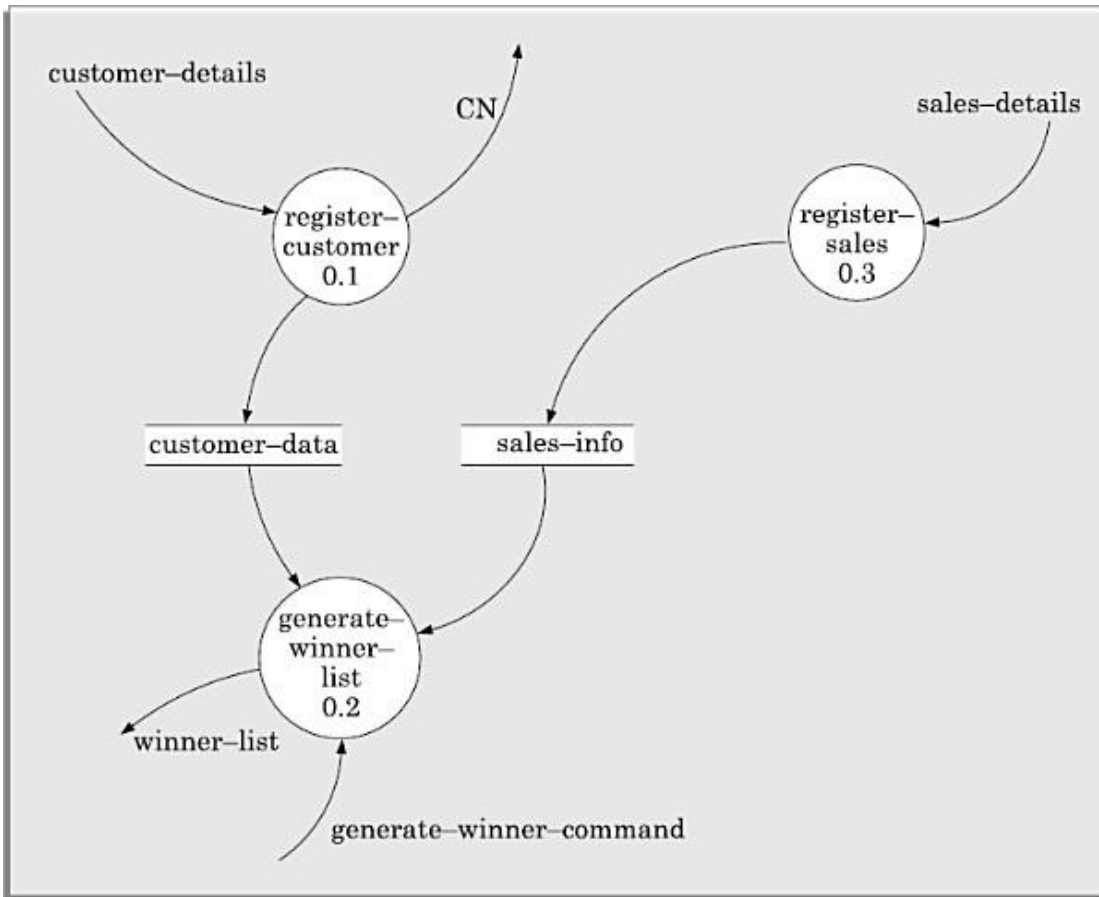 customer–details
CN
sales–details
register–
customer
0.1
register–
sales
0.3
customer–data
sales–info
generate–
winner–
list
0.2
winner–list
generate–winner–command